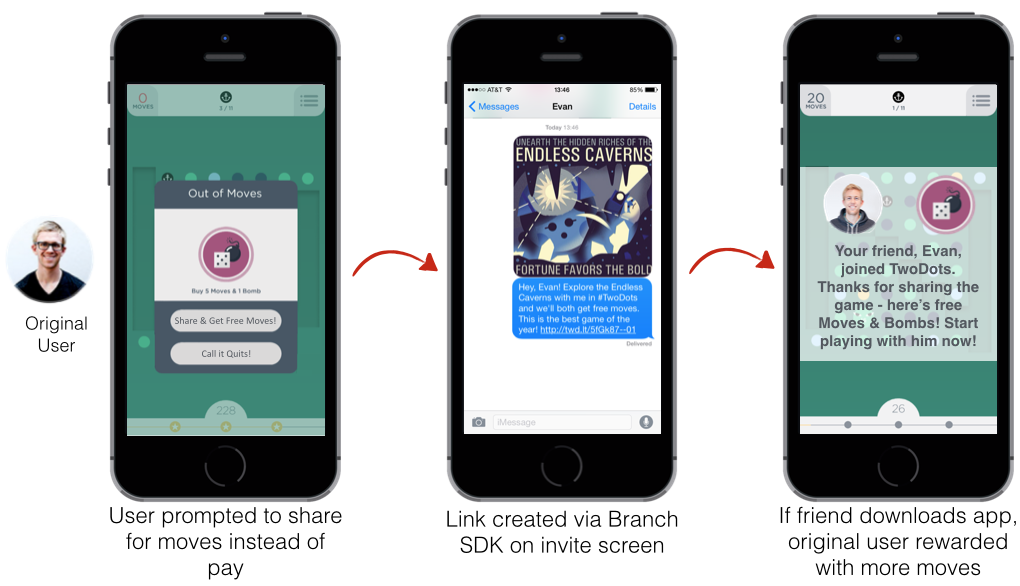 Original
User
0
MOVES
3 / 11
Out of Moves
Buy 5 Moves & 1 Bomb
Share & Get Free Moves!
Call it Quits!
228
User prompted to share
for moves instead of
pay
AT&T
13:46
85%
Messages
Evan
Details
Today 13:46
UNEARTH THE HIDDEN RICHES OF THE
ENDLESS CAVERNS
FORTUNE FAVORS THE BOLD
Hey, Evan! Explore the Endless
Caverns with me in #TwoDots
and we'll both get free moves.
This is the best game of the
year! http://twd.lt/5fGk87--01
Delivered
iMessage
Link created via Branch
SDK on invite screen
20
MOVES
1 / 11
Your friend, Evan,
joined TwoDots.
Thanks for sharing the
game - here's free
Moves & Bombs! Start
playing with him now!
26
If friend downloads app,
original user rewarded
with more moves